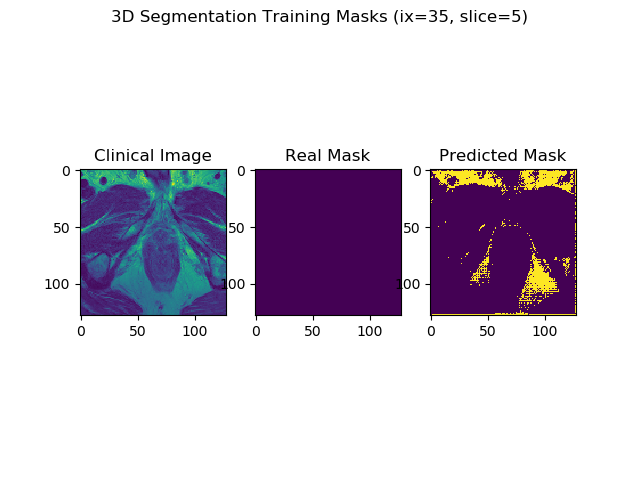 3D Segmentation Training Masks (ix=35, slice=5)
Clinical Image Real Mask Predicted Mask
0 0 0
50 50 50
100 100 100
0 50 100 0 50 100 0 50 100